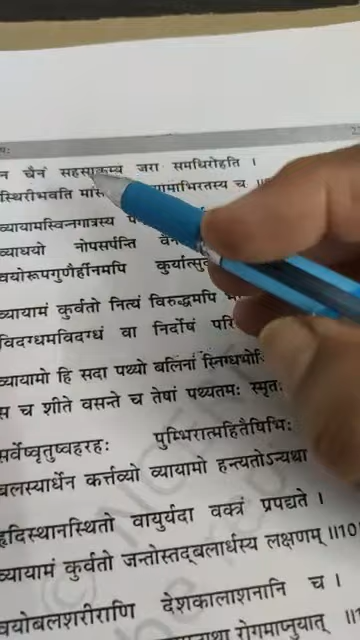 न चैनं सहसाक्रम्य जरा समधिरोहति ।
स्थिरीभवति मांस च
व्यायामस्विनगात्रस्य
व्याधयो नोपसर्पन्ति
वयोरूपगुणैर्हीनमपि
व्यायामं कुर्वतो नित्यं विरुद्धमपि
विदग्धमविदग्धं वा निर्दोषं परि
व्यायामो हि सदा पथ्यो बलिनां स्निग्धभोजि
स च शीते वसन्ते च तेषां पथ्यतमः स्मृतः
सर्वेष्वृतुष्वहरहः पुम्भिरात्महितैषिभिः
बलस्यार्धेन कर्त्तव्यो व्यायामो हन्त्यतोऽन्यथा
हृदिस्थानस्थितो वायुर्यदा वक्त्रं प्रपद्यते ।
व्यायामं कुर्वतो जन्तोस्तद्बलार्धस्य लक्षणम् ॥10
वयोबलशरीराणि देशकालाशनानि च ।
रोगमाप्नुयात्